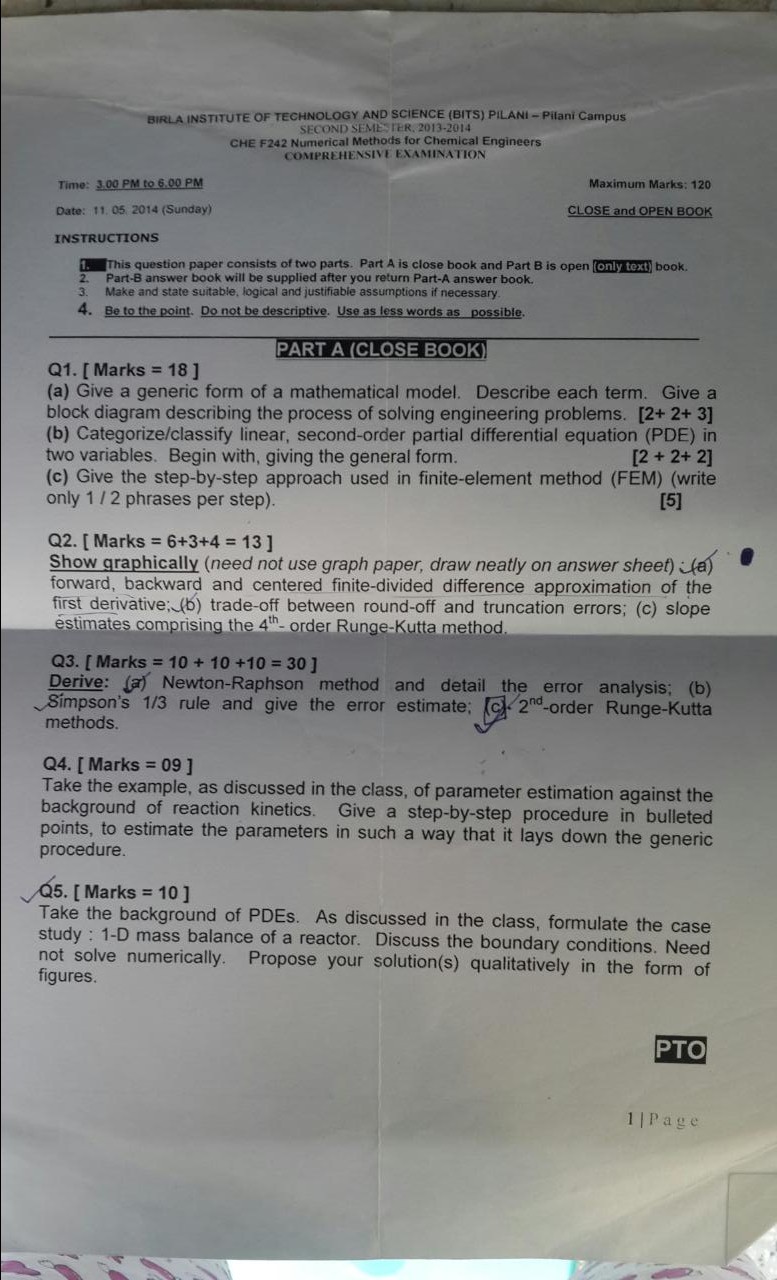 BIRLA INSTITUTE OF TECHNOLOGY AND SCIENCE (BITS) PILANI – Pilani Campus
SECOND SEMESTER, 2013-2014
CHE F242 Numerical Methods for Chemical Engineers
COMPREHENSIVE EXAMINATION
Time: 3.00 PM to 6.00 PM Maximum Marks: 120
Date: 11. 05. 2014 (Sunday) CLOSE and OPEN BOOK
INSTRUCTIONS
1. This question paper consists of two parts. Part A is close book and Part B is open (only text) book.
2. Part-B answer book will be supplied after you return Part-A answer book.
3. Make and state suitable, logical and justifiable assumptions if necessary.
4. Be to the point. Do not be descriptive. Use as less words as possible.
PART A (CLOSE BOOK)
Q1. [ Marks = 18 ]
(a) Give a generic form of a mathematical model. Describe each term. Give a
block diagram describing the process of solving engineering problems. [2+ 2+ 3]
(b) Categorize/classify linear, second-order partial differential equation (PDE) in
two variables. Begin with, giving the general form. [2 + 2+ 2]
(c) Give the step-by-step approach used in finite-element method (FEM) (write
only 1 / 2 phrases per step). [5]
Q2. [ Marks = 6+3+4 = 13 ]
Show graphically (need not use graph paper, draw neatly on answer sheet) : (a)
forward, backward and centered finite-divided difference approximation of the
first derivative; (b) trade-off between round-off and truncation errors; (c) slope
estimates comprising the 4th- order Runge-Kutta method.
Q3. [ Marks = 10 + 10 +10 = 30 ]
Derive: (a) Newton-Raphson method and detail the error analysis; (b)
Simpson's 1/3 rule and give the error estimate; (c) 2nd-order Runge-Kutta
methods.
Q4. [ Marks = 09 ]
Take the example, as discussed in the class, of parameter estimation against the
background of reaction kinetics. Give a step-by-step procedure in bulleted
points, to estimate the parameters in such a way that it lays down the generic
procedure.
Q5. [ Marks = 10 ]
Take the background of PDEs. As discussed in the class, formulate the case
study : 1-D mass balance of a reactor. Discuss the boundary conditions. Need
not solve numerically. Propose your solution(s) qualitatively in the form of
figures.
PTO
1 | Page